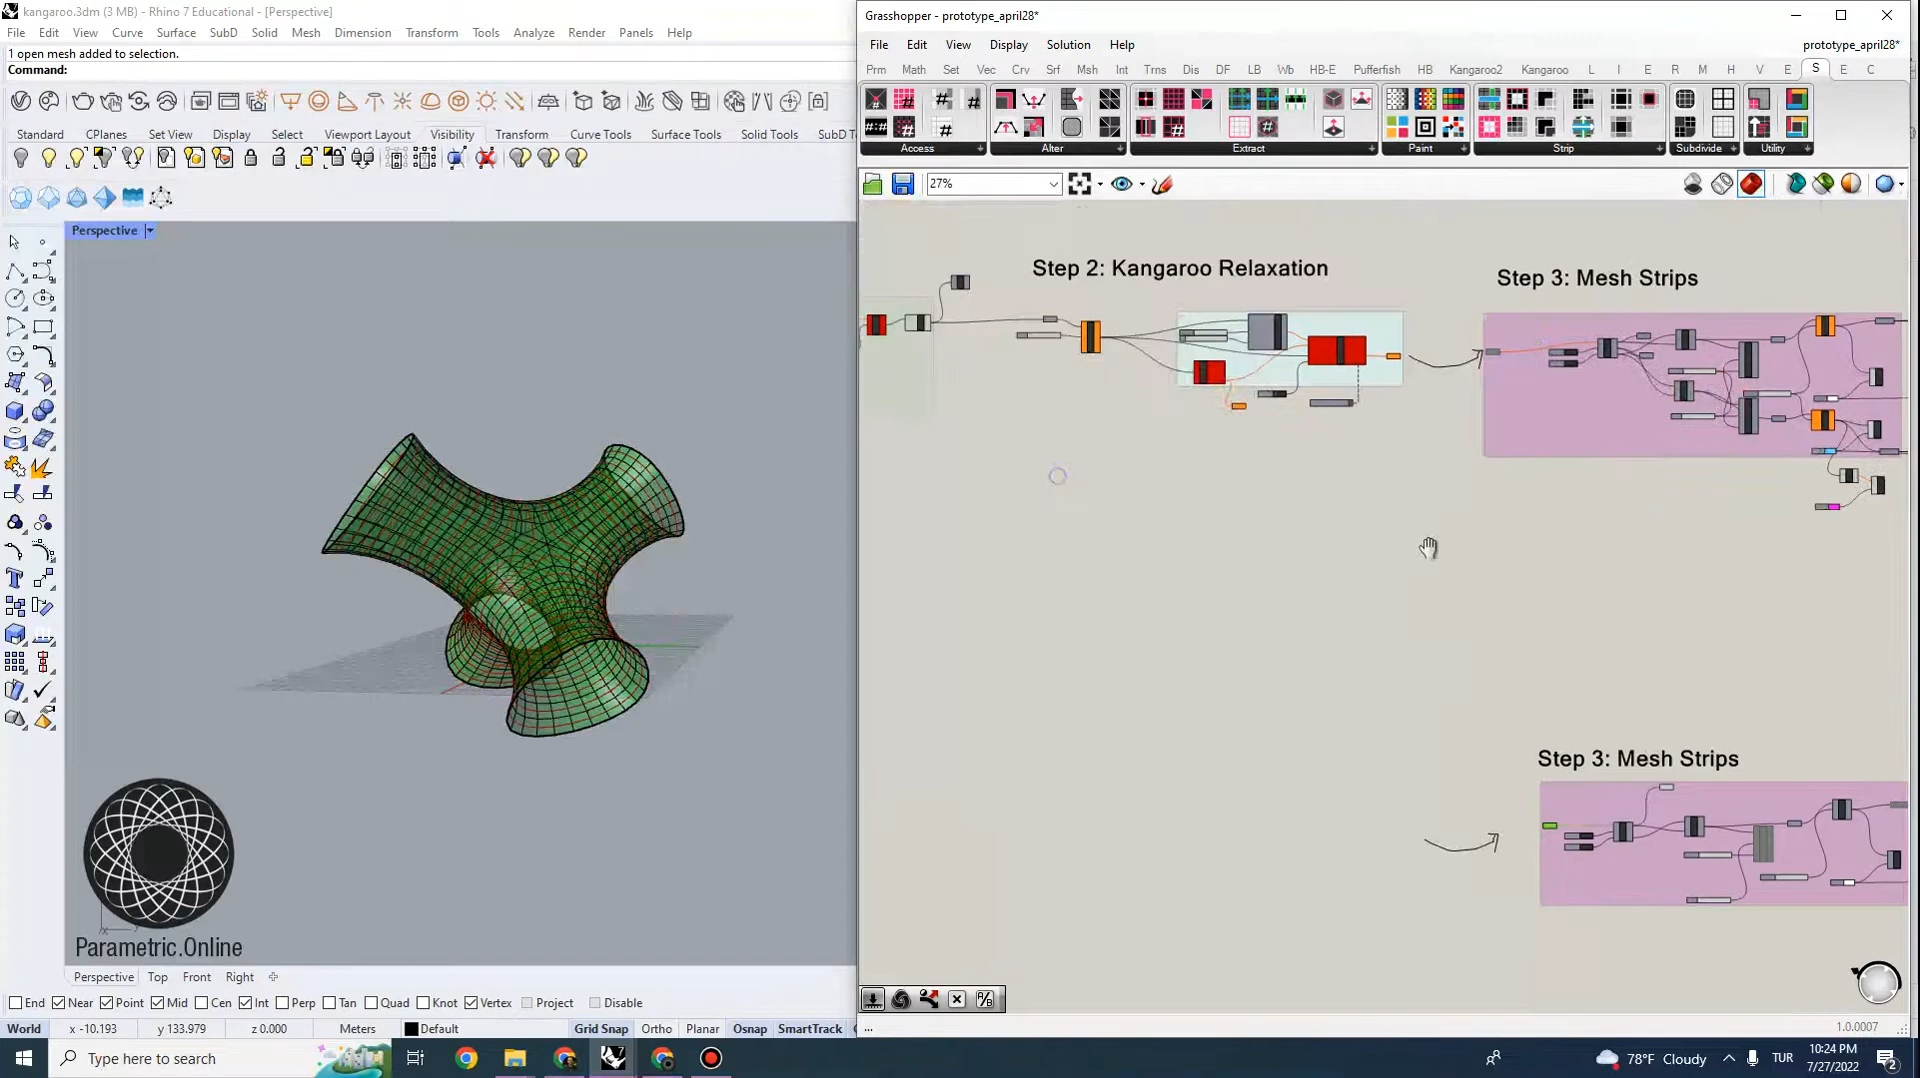 kangaroo.3dm (3 MB) - Rhino 7 Educational - [Perspective]
File Edit View Curve Surface SubD Solid Mesh Dimension Transform Tools Analyze Render Panels Help
1 open mesh added to selection.
Command:
Standard CPlanes Set View Display Select Viewport Layout Visibility Transform Curve Tools Surface Tools Solid Tools SubD T
Perspective
Parametric.Online
Perspective Top Front Right
End Near Point Mid Cen Int Perp Tan Quad Knot Vertex Project Disable
World x -10.193 y 133.979 z 0.000 Meters Default Grid Snap Ortho Planar Osnap SmartTrack
Grasshopper - prototype_april28*
File Edit View Display Solution Help prototype_april28*
Prm Math Set Vec Crv Srf Msh Int Trns Dis DF LB Wb HB-E Pufferfish HB Kangaroo2 Kangaroo L I E R M H V E S E C
Access Alter Extract Paint Strip Subdivide Utility
27%
Step 2: Kangaroo Relaxation
Step 3: Mesh Strips
Step 3: Mesh Strips
...
1.0.0007
Type here to search
78°F Cloudy
TUR
10:24 PM
7/27/2022
2